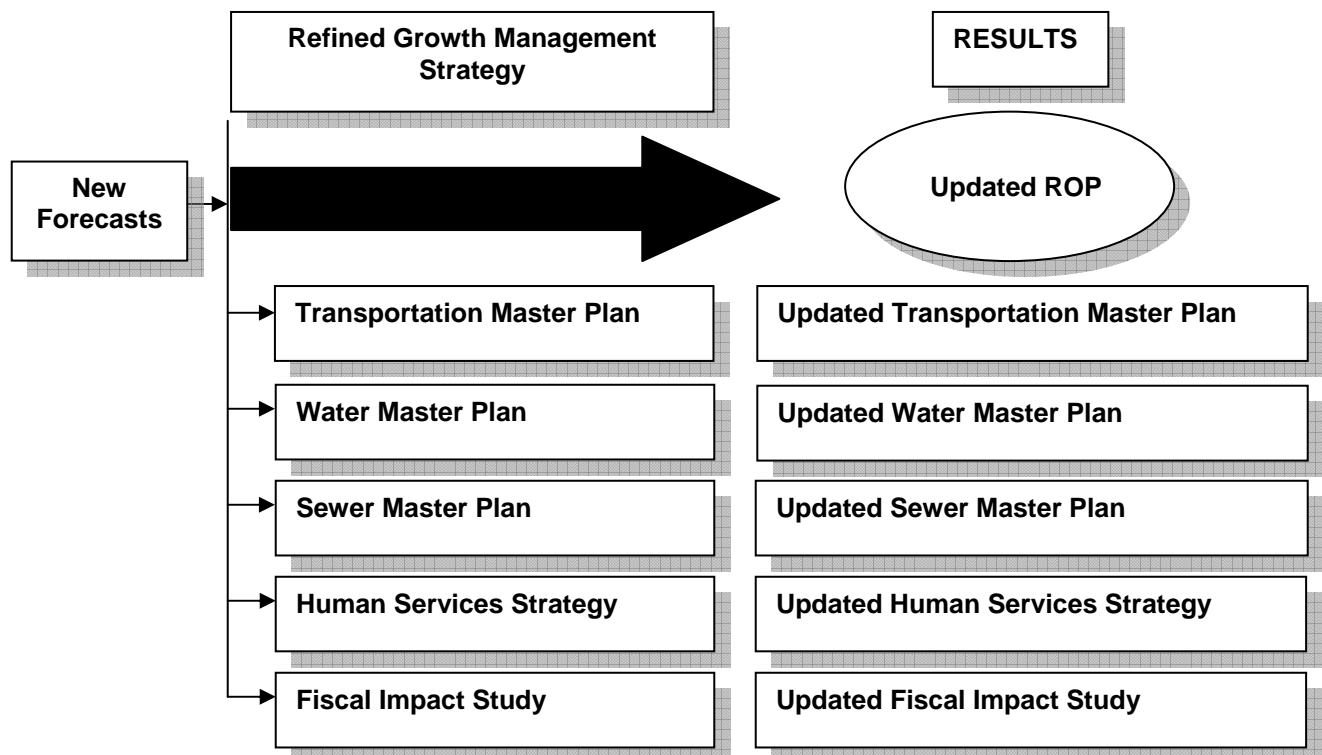 Refined Growth Management
Strategy
RESULTS
New
Forecasts
Updated ROP
Transportation Master Plan
Updated Transportation Master Plan
Water Master Plan
Updated Water Master Plan
Sewer Master Plan
Updated Sewer Master Plan
Human Services Strategy
Updated Human Services Strategy
Fiscal Impact Study
Updated Fiscal Impact Study